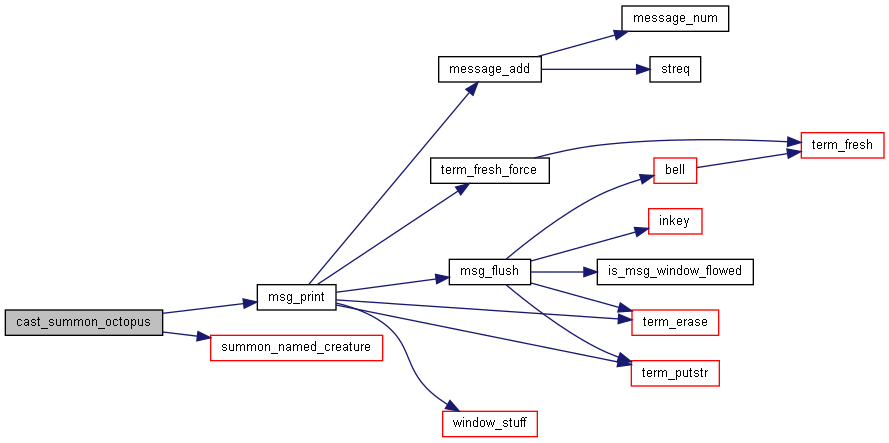 message_num
message_add
streq
term_fresh
term_fresh_force
bell
inkey
msg_flush
is_msg_window_flowed
msg_print
cast_summon_octopus
term_erase
summon_named_creature
term_putstr
window_stuff